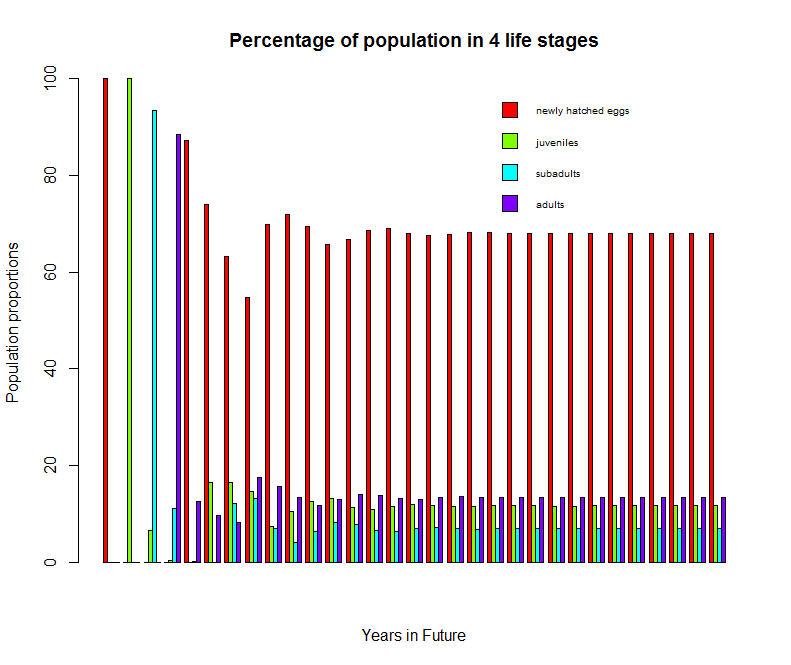 Percentage of population in 4 life stages
newly hatched eggs
juveniles
subadults
adults
Population proportions
100
80
60
40
20
0
Years in Future